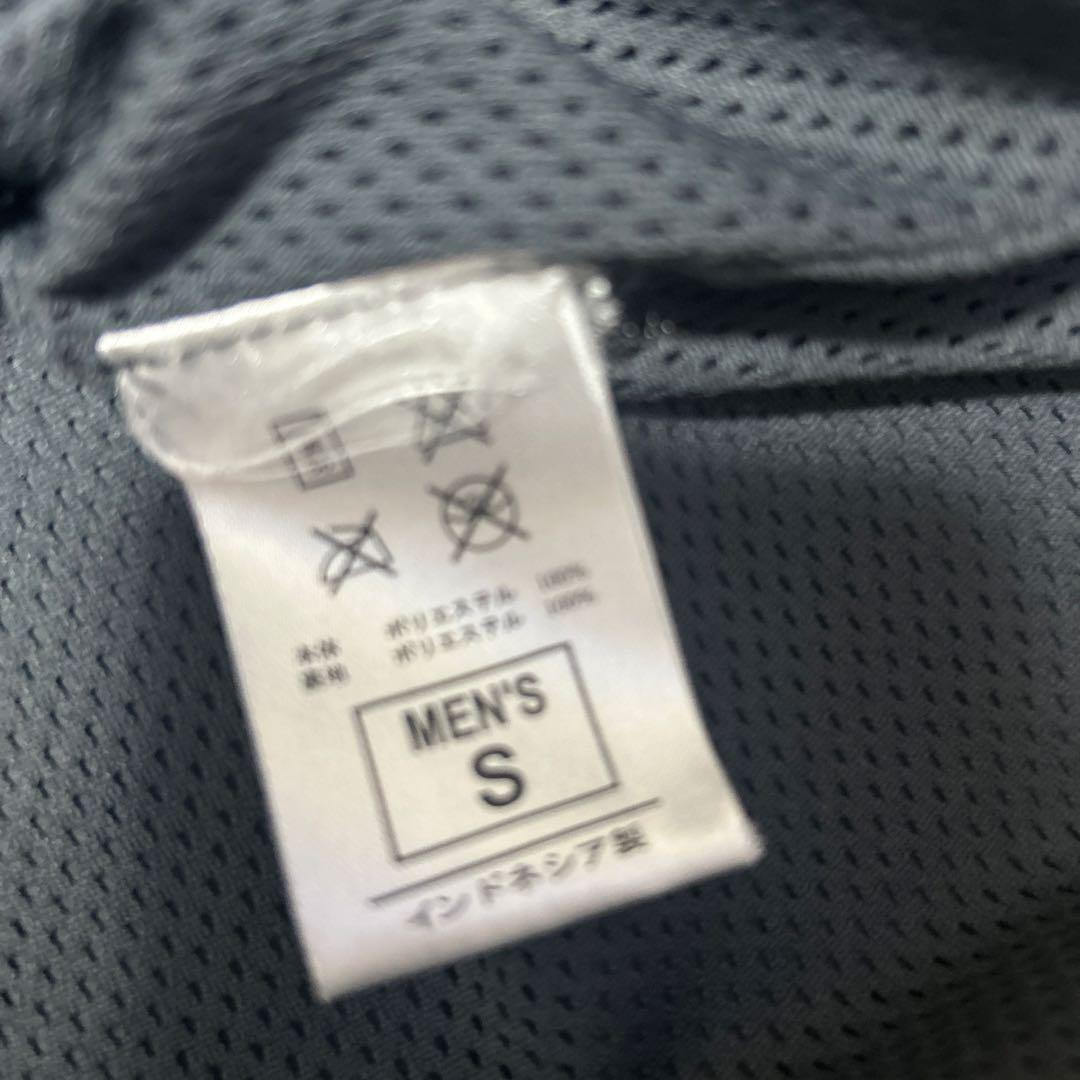 本体 ポリエステル 100%
裏地 ポリエステル 100%
MEN'S
S
インドネシア製